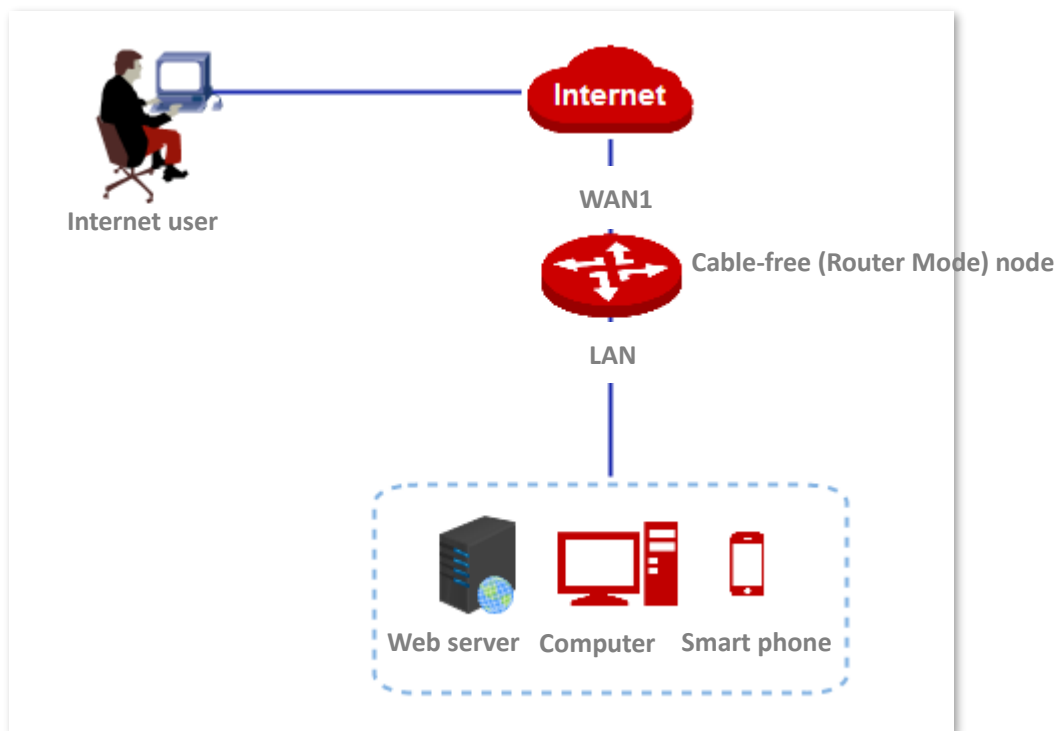 Internet
Internet user
WAN1
Cable-free (Router Mode) node
LAN
Web server
Computer
Smart phone